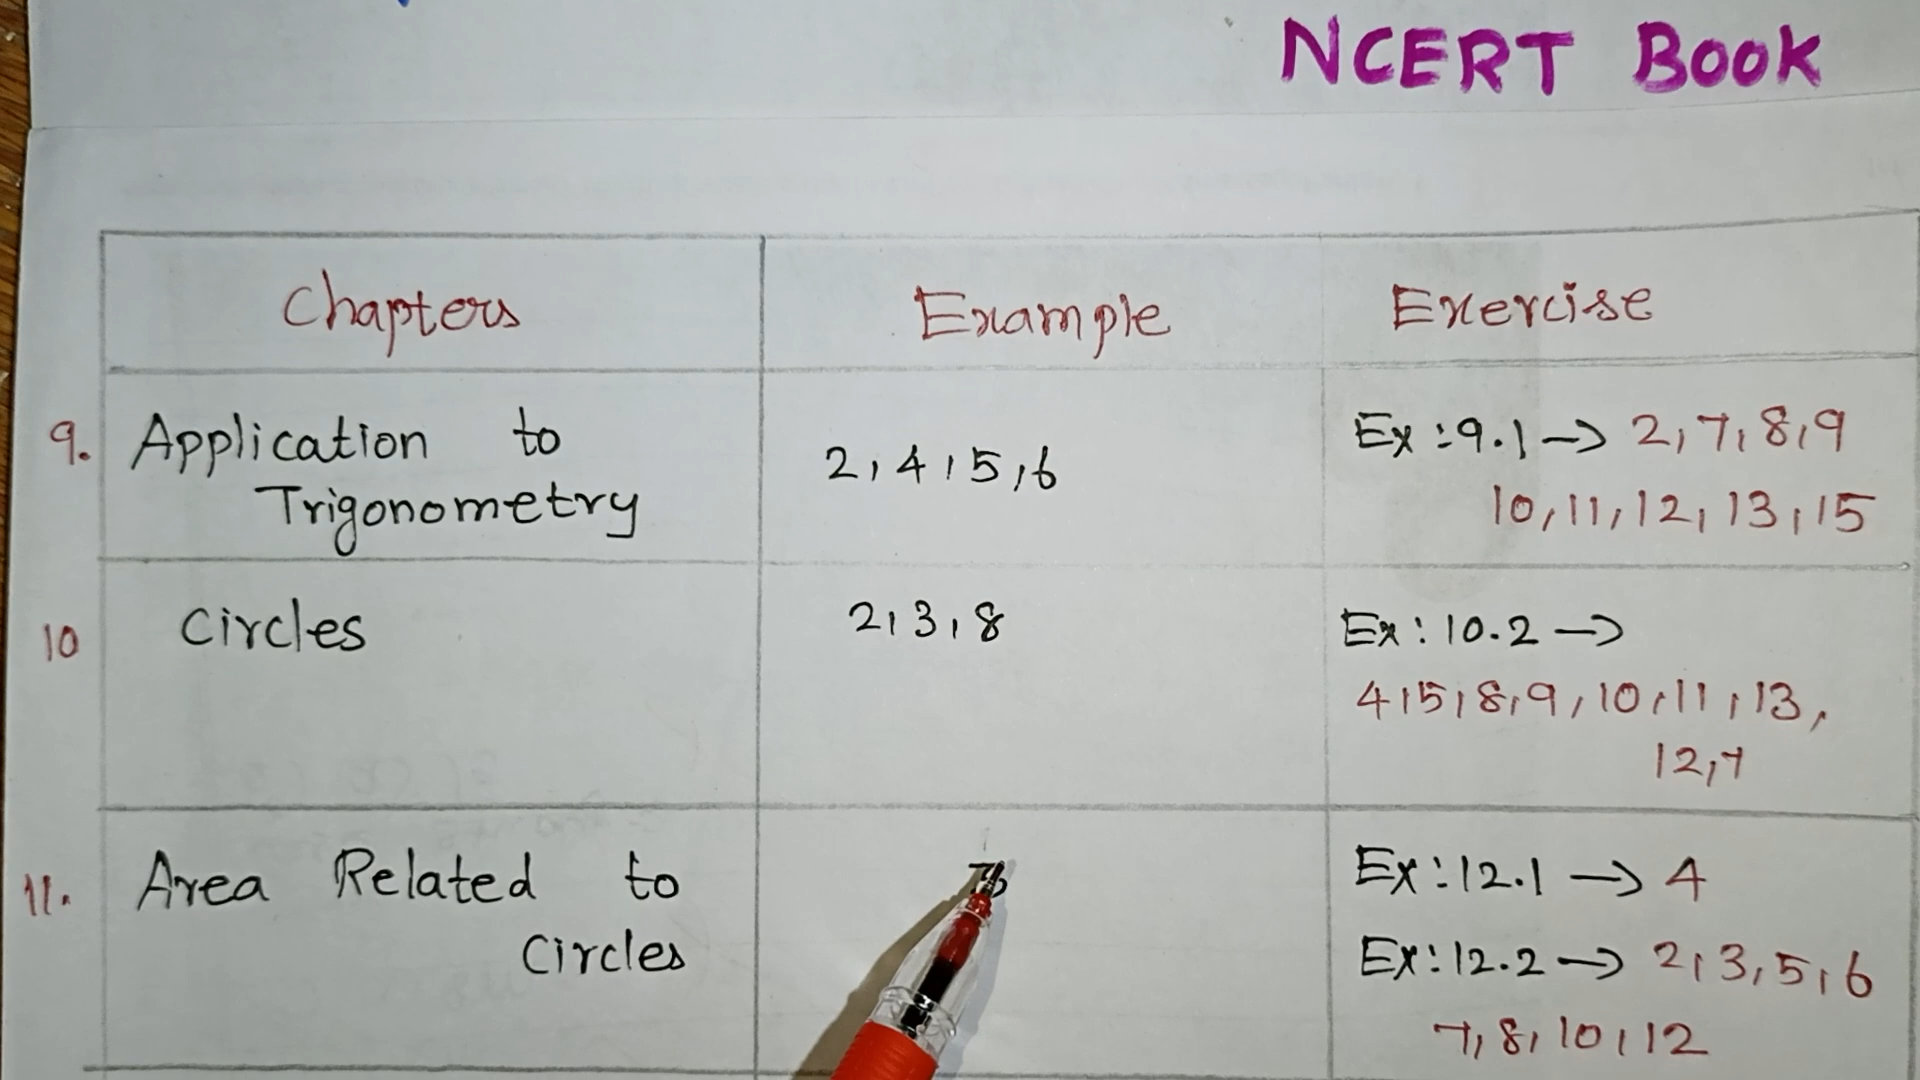 NCERT Book
Chapters Example Exercise
9. Application to Trigonometry 2, 4, 5, 6 Ex: 9.1 → 2, 7, 8, 9
10, 11, 12, 13, 15
10 Circles 2, 3, 8 Ex: 10.2 →
4, 5, 8, 9, 10, 11, 13,
12, 7
11. Area Related to Circles Ex: 12.1 → 4
Ex: 12.2 → 2, 3, 5, 6
7, 8, 10, 12